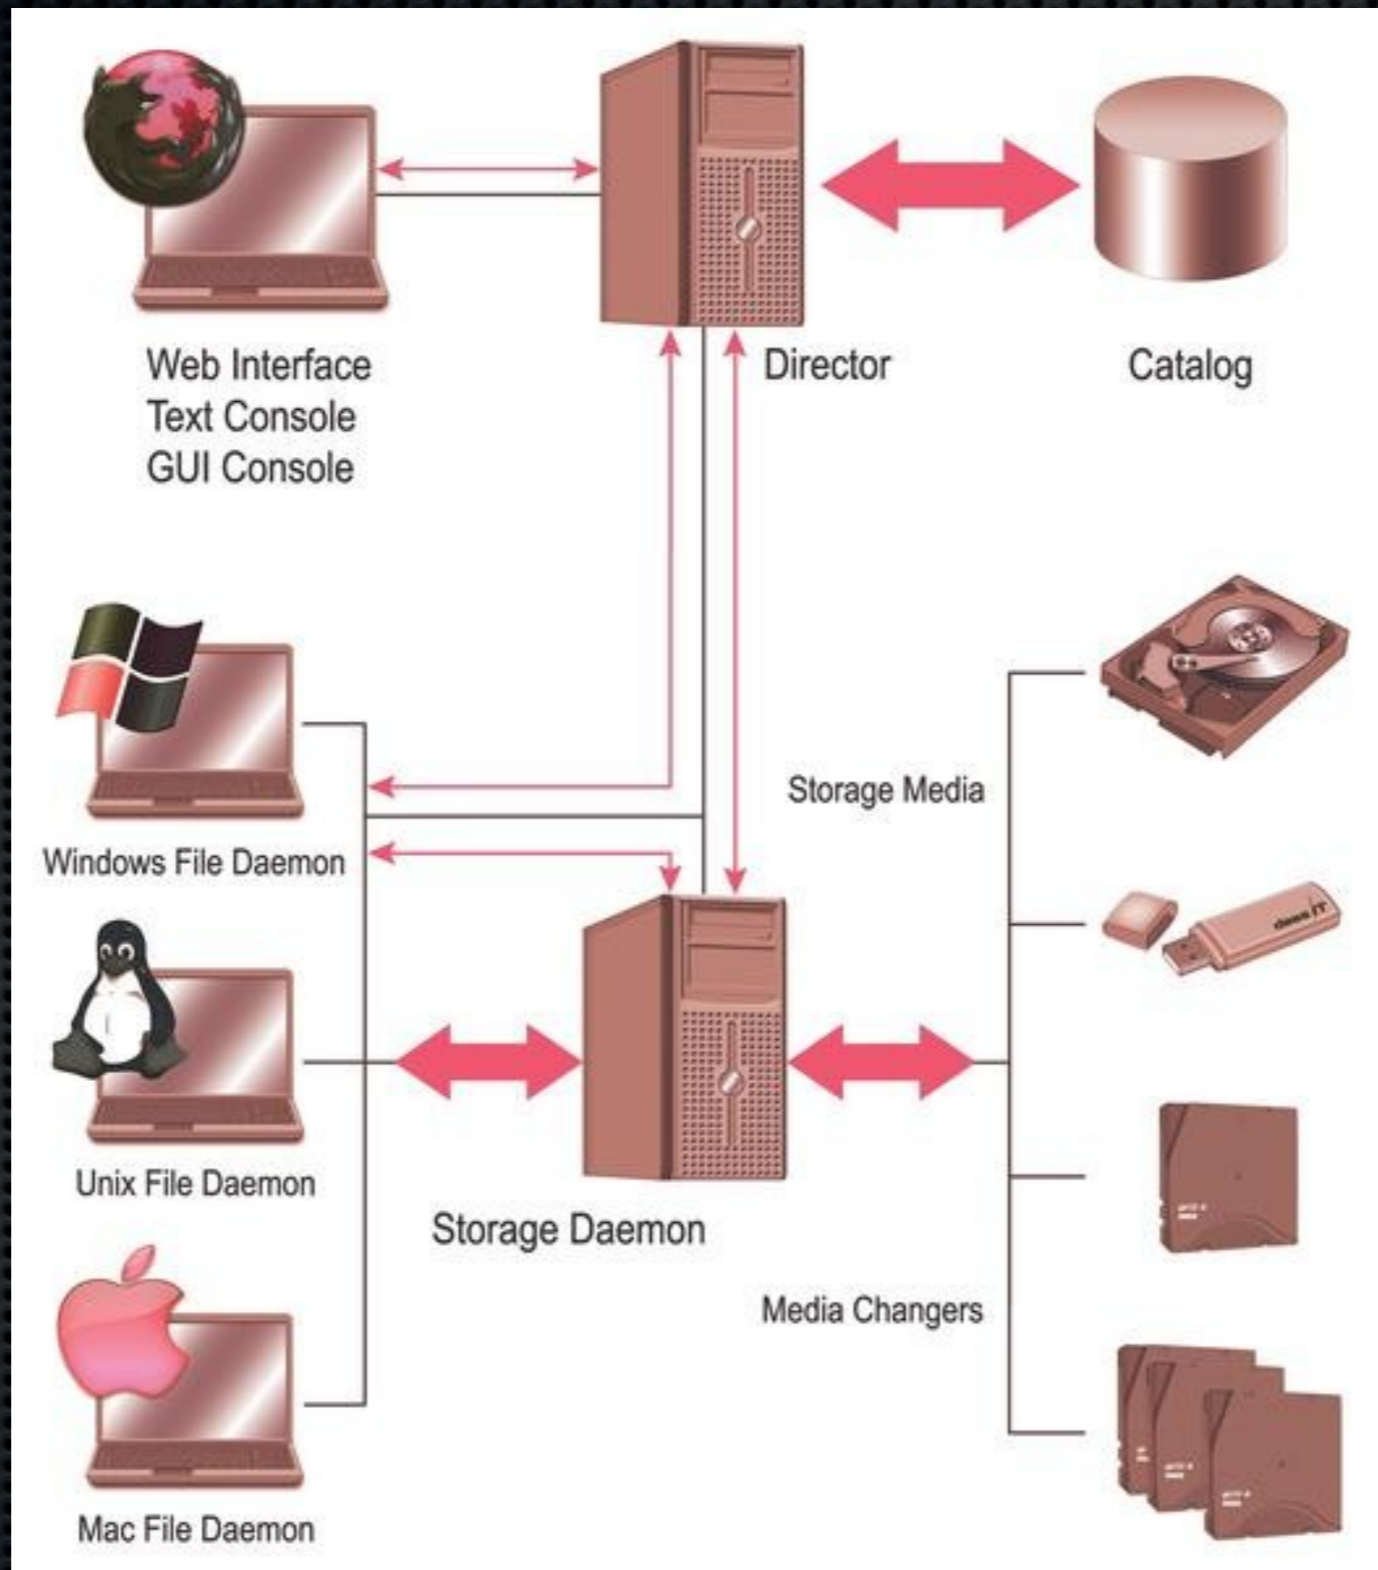 Web Interface
Text Console
GUI Console
Director
Catalog
Windows File Daemon
Storage Media
Unix File Daemon
Storage Daemon
Media Changers
Mac File Daemon